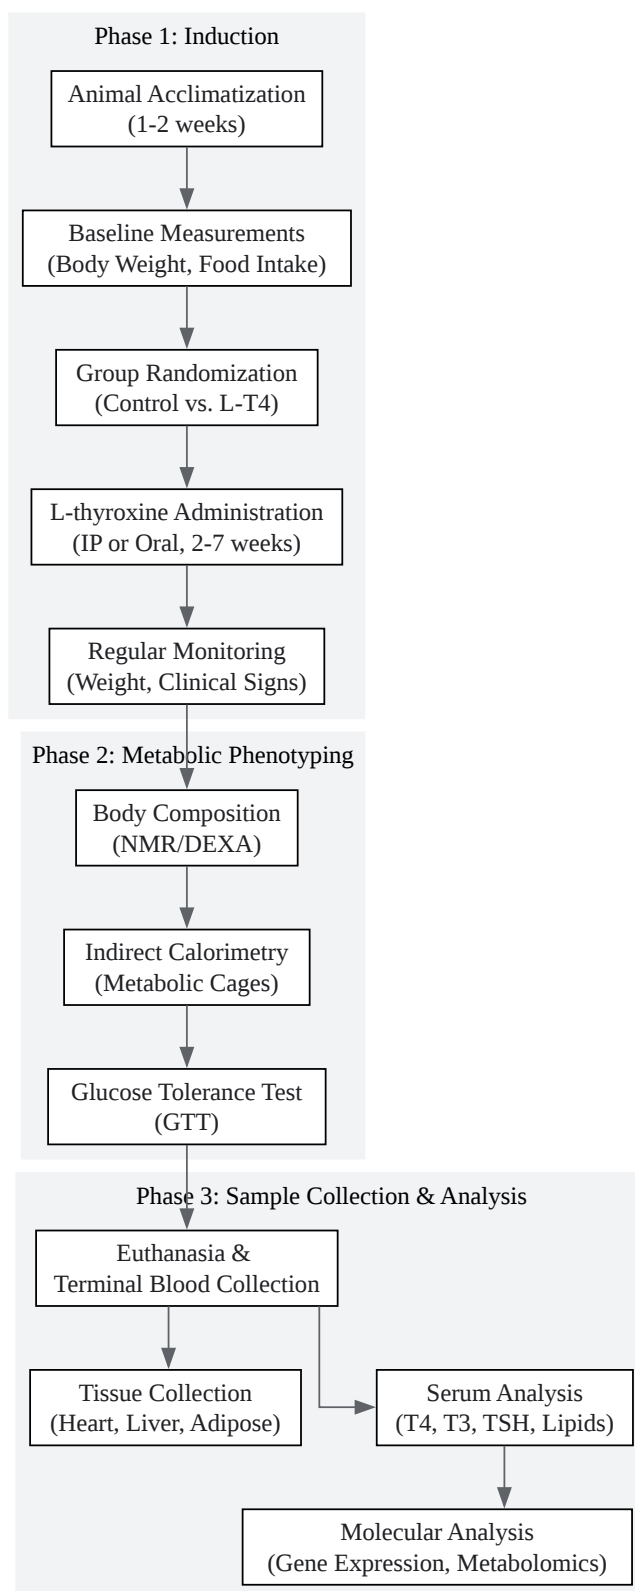 Phase 1: Induction
Animal Acclimatization
(1-2 weeks)
Baseline Measurements
(Body Weight, Food Intake)
Group Randomization
(Control vs. L-T4)
L-thyroxine Administration
(IP or Oral, 2-7 weeks)
Regular Monitoring
(Weight, Clinical Signs)
Phase 2: Metabolic Phenotyping
Body Composition
(NMR/DEXA)
Indirect Calorimetry
(Metabolic Cages)
Glucose Tolerance Test
(GTT)
Phase 3: Sample Collection & Analysis
Euthanasia &
Terminal Blood Collection
Tissue Collection
(Heart, Liver, Adipose)
Serum Analysis
(T4, T3, TSH, Lipids)
Molecular Analysis
(Gene Expression, Metabolomics)